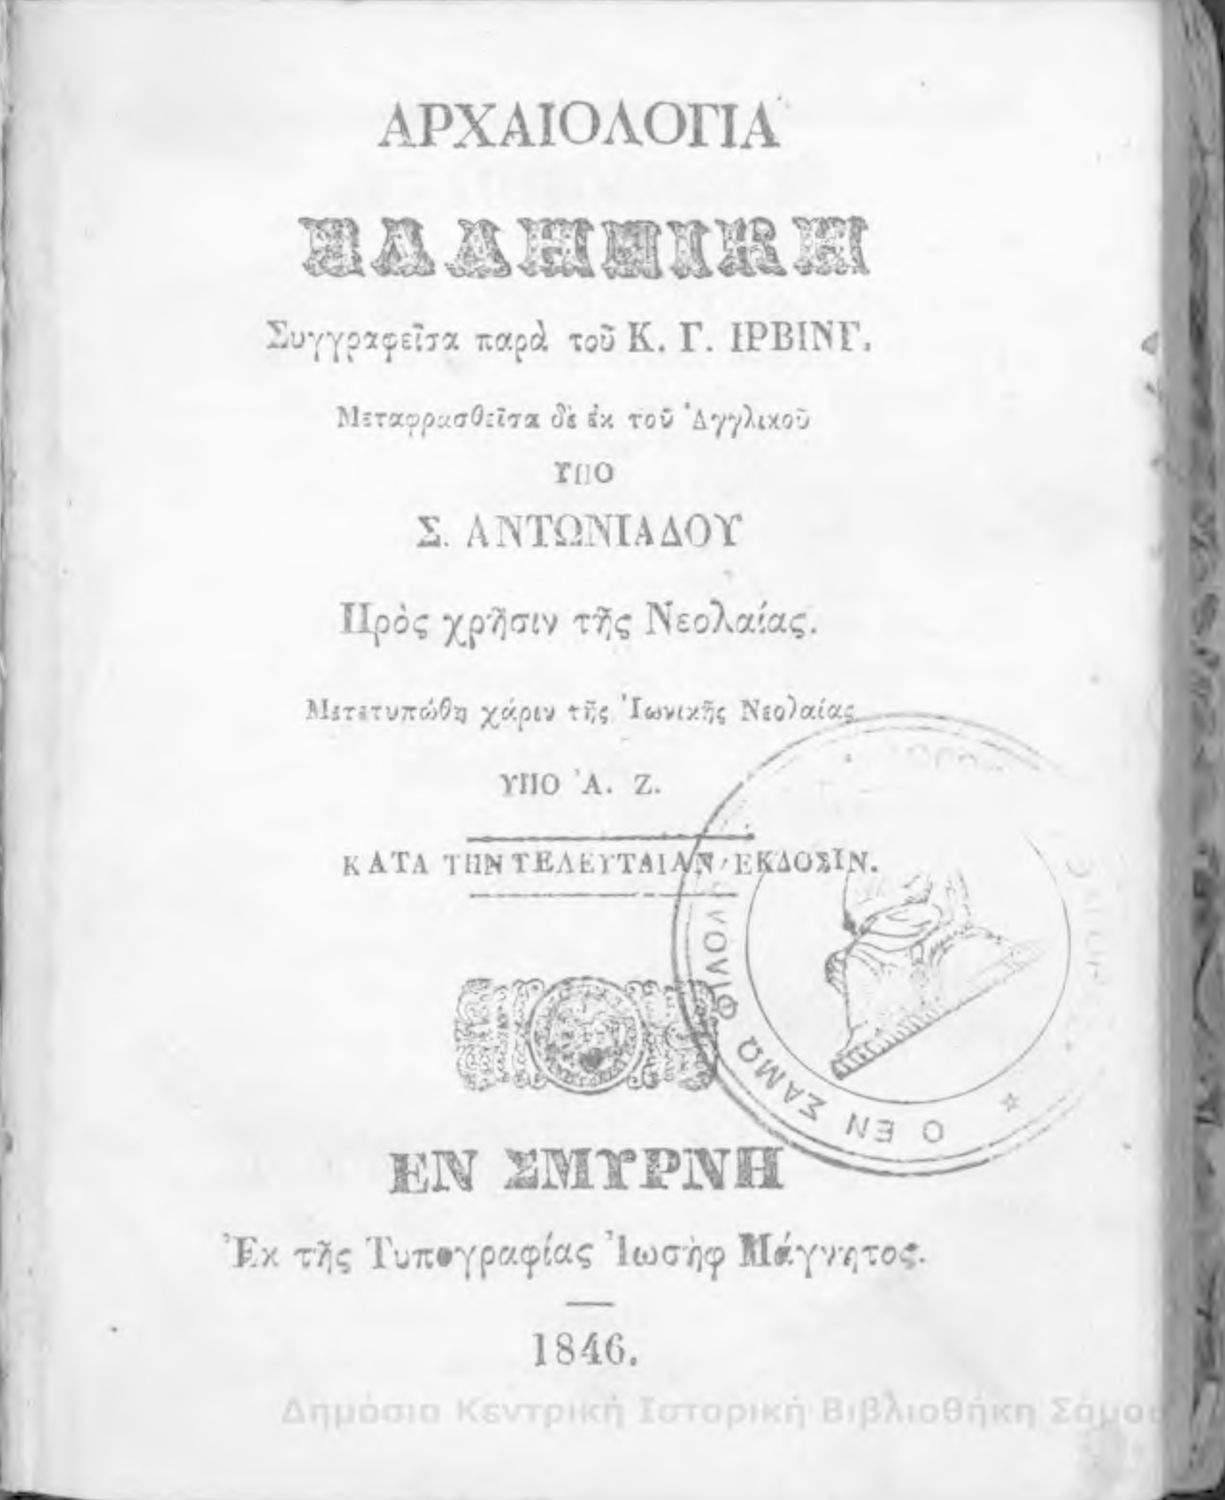 ΑΡΧΑΙΟΛΟΓΙΑ
ΕΛΛΗΝΙΚΗ
Συγγραφεῖσα παρὰ τοῦ Κ. Γ. ΙΡΒΙΝΓ.
Μεταφρασθεῖσα δὲ ἐκ τοῦ Ἀγγλικοῦ
ΥΠΟ
Σ. ΑΝΤΩΝΙΑΔΟΥ
Πρὸς χρῆσιν τῆς Νεολαίας.
Μετετυπώθη χάριν τῆς Ἰωνικῆς Νεολαίας
ΥΠΟ Ἀ. Ζ.
ΚΑΤΑ ΤΗΝ ΤΕΛΕΥΤΑΙΑΝ ΕΚΔΟΣΙΝ.
Ο ΕΝ ΣΑΜΩ
ΕΝ ΣΜΥΡΝΗ
Ἐκ τῆς Τυπογραφίας Ἰωσὴφ Μάγνητος.
1846.
Δημόσια Κεντρική Ιστορική Βιβλιοθήκη Σάμου